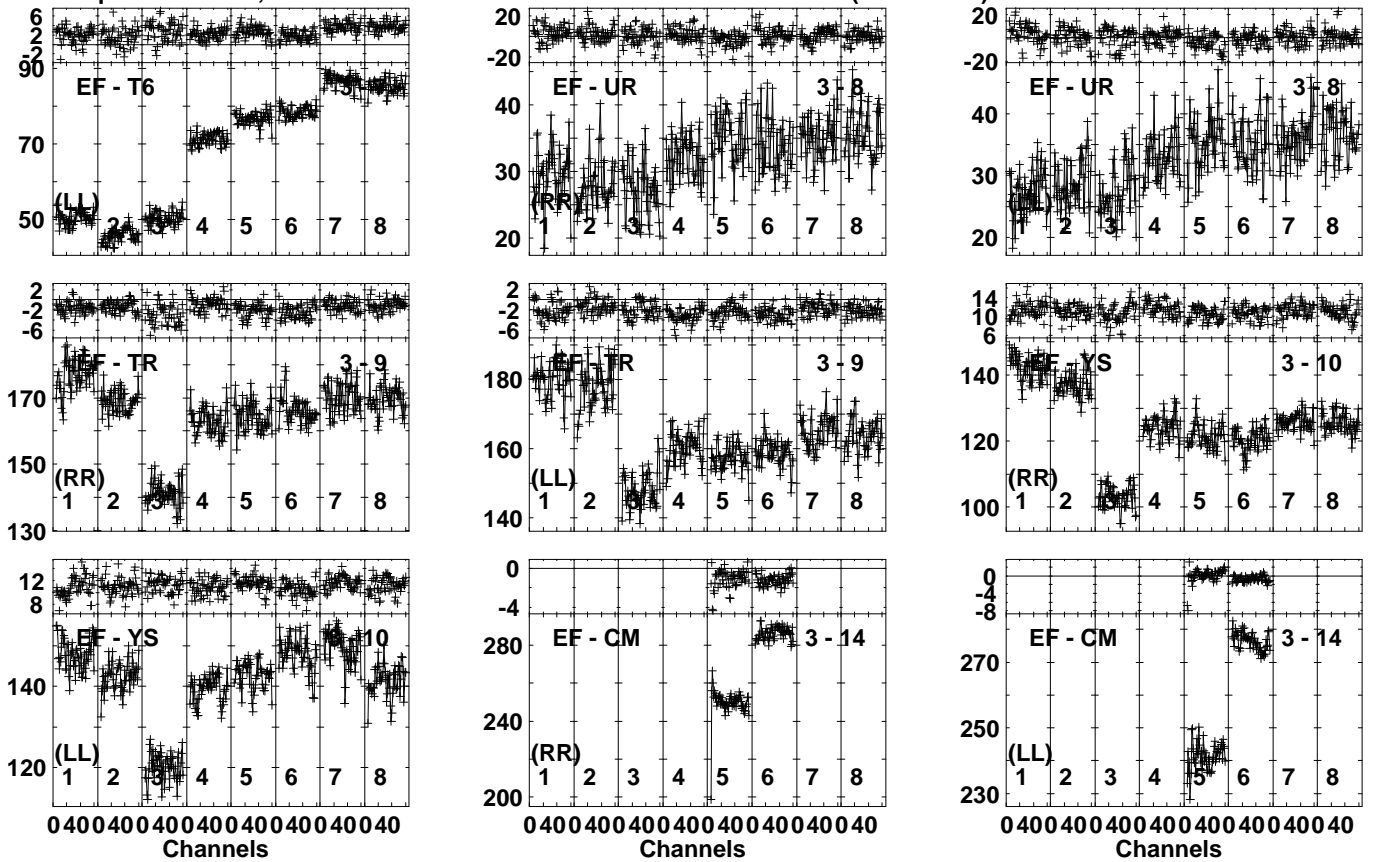 6 2 -2
20 0 -20
20 0 -20
90 70 50
EF - T6
(LL)
2 3 4 5 6 7 8
40 30 20
EF - UR 3 - 8
(RR)
1 2 3 4 5 6 7 8
40 30 20
EF - UR 3 - 8
1 2 3 4 5 6 7 8
2 -2 -6
2 -2 -6
14 10 6
170 150 130
EF - TR 3 - 9
(RR)
1 2 3 4 5 6 7 8
180 160 140
EF - TR 3 - 9
(LL)
1 2 3 4 5 6 7 8
140 120 100
EF - YS 3 - 10
(RR)
1 2 3 4 5 6 7 8
12 8
0 -4
0 -4 -8
140 120
EF - YS 10
(LL)
1 2 3 4 5 6 7 8
280 240 200
EF - CM 3 - 14
(RR)
1 2 3 4 5 6 7 8
270 250 230
EF - CM 3 - 14
(LL)
1 2 3 4 5 6 7 8
0 40 0 40 0 40 0 40 0 40 0 40 0 40 0 40
Channels
0 40 0 40 0 40 0 40 0 40 0 40 0 40 0 40
Channels
0 40 0 40 0 40 0 40 0 40 0 40 0 40 0 40
Channels